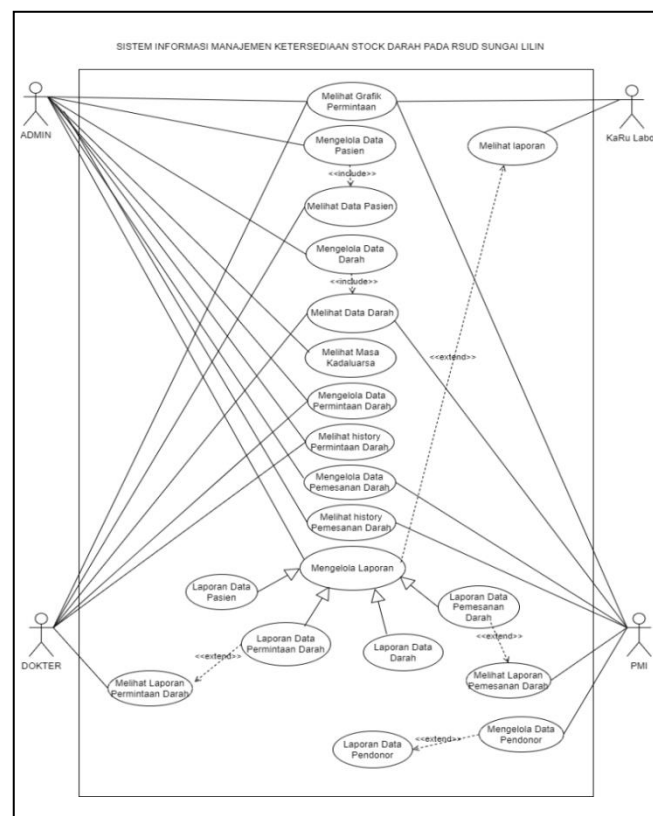 SISTEM INFORMASI MANAJEMEN KETERSEDIAAN STOCK DARAH PADA RSUD SUNGAI LILIN
ADMIN
KaRu Labo
Melihat Grafik
Permintaan
Mengelola Data
Pasien
Melihat laporan
<<include>>
Melihat Data Pasien
Mengelola Data
Darah
<<include>>
Melihat Data Darah
Melihat Masa
Kadaluarsa
<<extend>>
Mengelola Data
Permintaan Darah
Melihat history
Permintaan Darah
Mengelola Data
Pemesanan Darah
Melihat history
Pemesanan Darah
Mengelola Laporan
Laporan Data
Pasien
Laporan Data
Pemesanan
Darah
Laporan Data
Permintaan Darah
Laporan Data
Darah
<<extend>>
<<extend>>
DOKTER
PMI
Melihat Laporan
Permintaan Darah
Melihat Laporan
Pemesanan Darah
Laporan Data
Pendonor
<<extend>>
Mengelola Data
Pendonor